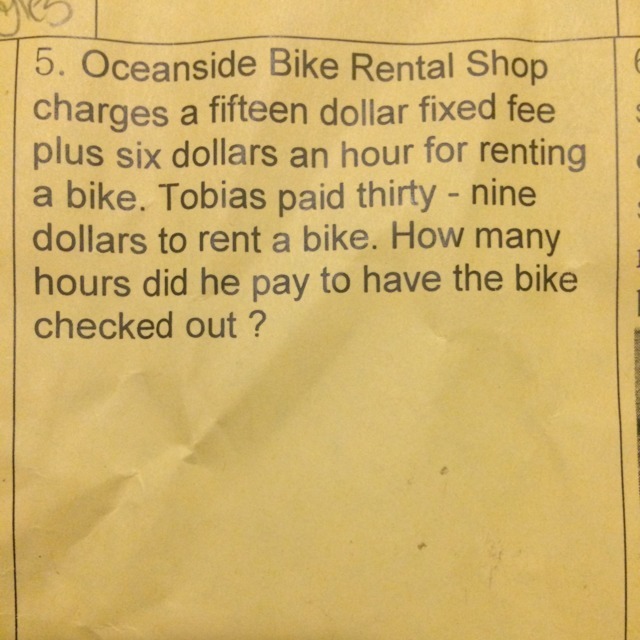 5. Oceanside Bike Rental Shop
charges a fifteen dollar fixed fee
plus six dollars an hour for renting
a bike. Tobias paid thirty - nine
dollars to rent a bike. How many
hours did he pay to have the bike
checked out ?